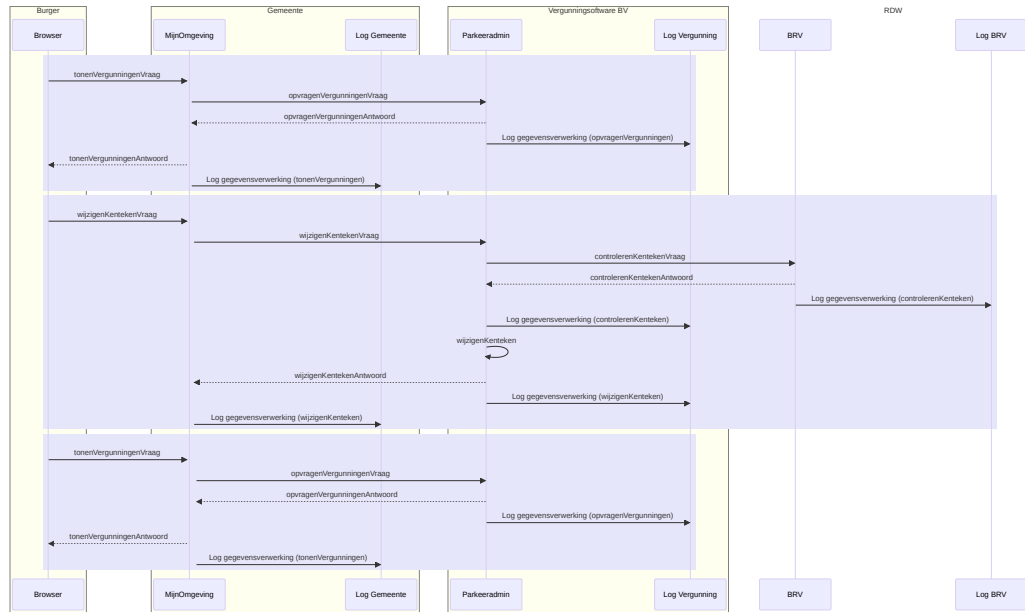 Burger
Gemeente
Vergunningsoftware BV
RDW
Browser
MijnOmgeving
Log Gemeente
Parkeeradmin
Log Vergunning
BRV
Log BRV
tonenVergunningenVraag
opvragenVergunningenVraag
opvragenVergunningenAntwoord
Log gegevensverwerking (opvragenVergunningen)
tonenVergunningenAntwoord
Log gegevensverwerking (tonenVergunningen)
wijzigenKentekenVraag
wijzigenKentekenVraag
controlerenKentekenVraag
controlerenKentekenAntwoord
Log gegevensverwerking (controlerenKenteken)
Log gegevensverwerking (controlerenKenteken)
wijzigenKenteken
wijzigenKentekenAntwoord
Log gegevensverwerking (wijzigenKenteken)
Log gegevensverwerking (wijzigenKenteken)
tonenVergunningenVraag
opvragenVergunningenVraag
opvragenVergunningenAntwoord
Log gegevensverwerking (opvragenVergunningen)
tonenVergunningenAntwoord
Log gegevensverwerking (tonenVergunningen)
Browser
MijnOmgeving
Log Gemeente
Parkeeradmin
Log Vergunning
BRV
Log BRV